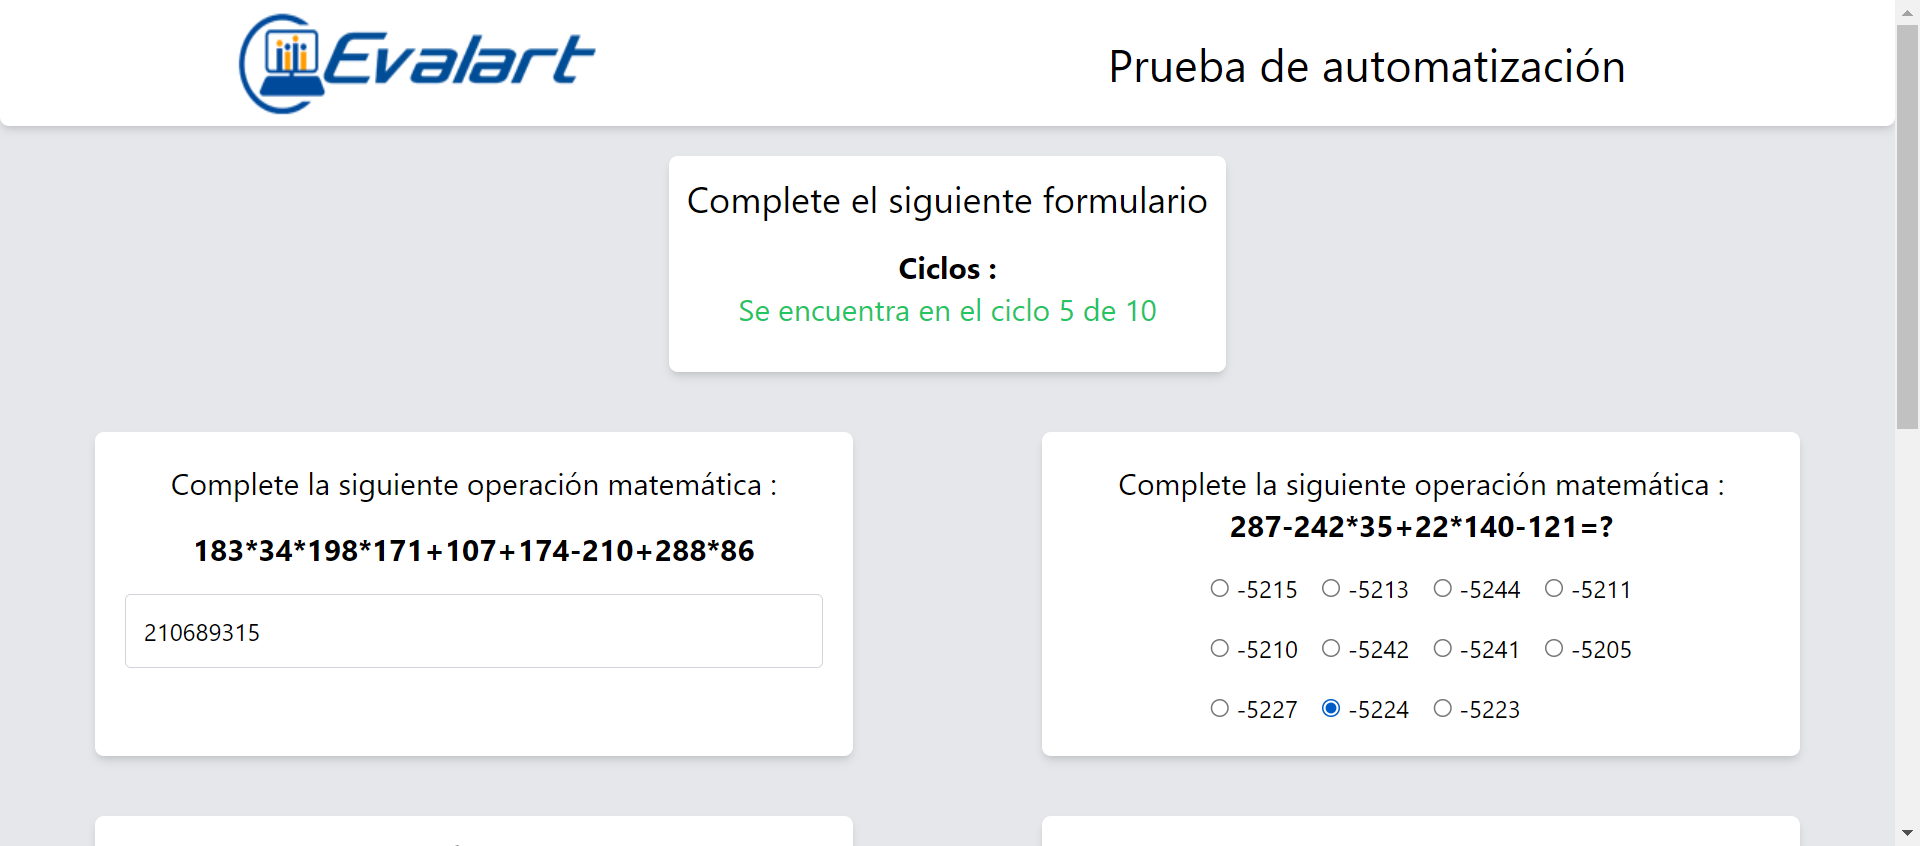 Evalart
Prueba de automatización
Complete el siguiente formulario
Ciclos :
Se encuentra en el ciclo 5 de 10
Complete la siguiente operación matemática :
183*34*198*171+107+174-210+288*86
210689315
Complete la siguiente operación matemática :
287-242*35+22*140-121=?
-5215 -5213 -5244 -5211
-5210 -5242 -5241 -5205
-5227 -5224 -5223